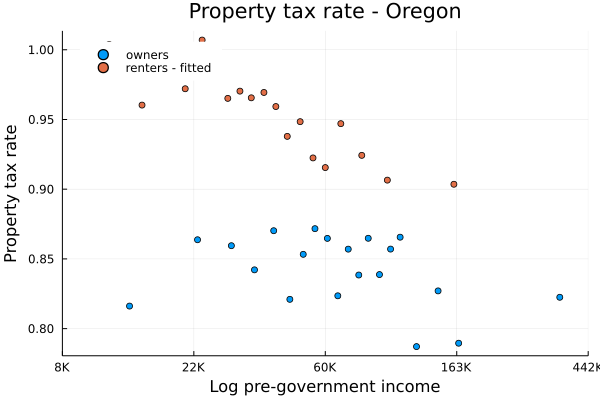 Property tax rate - Oregon
1.00
0.95
0.90
0.85
0.80
Property tax rate
owners
renters - fitted
8K
22K
60K
163K
442K
Log pre-government income